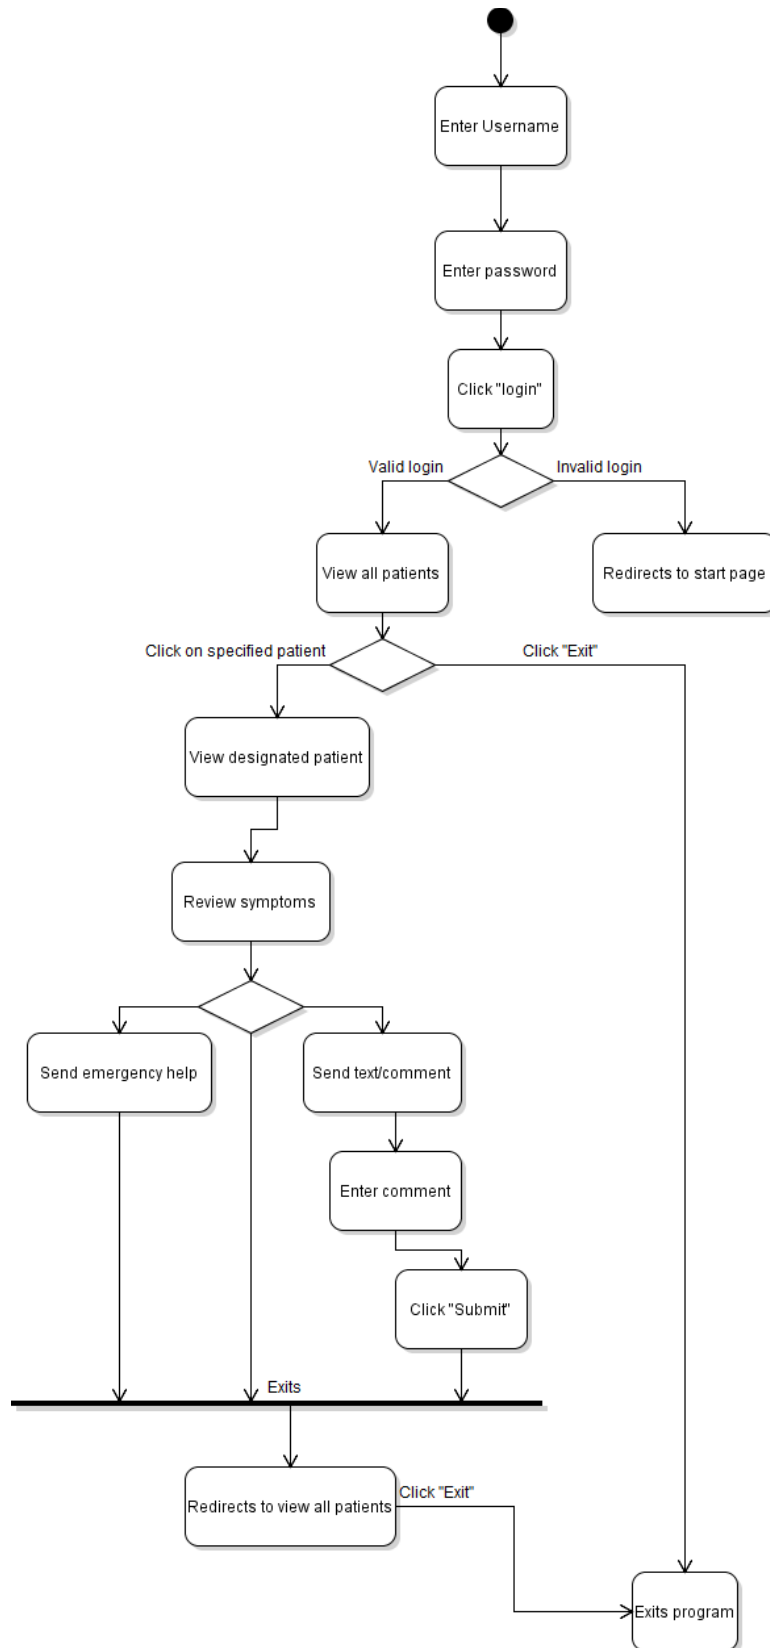 Enter Username
Enter password
Click "login"
Valid login
Invalid login
View all patients
Redirects to start page
Click on specified patient
Click "Exit"
View designated patient
Review symptoms
Send emergency help
Send text/comment
Enter comment
Click "Submit"
Exits
Redirects to view all patients
Click "Exit"
Exits program